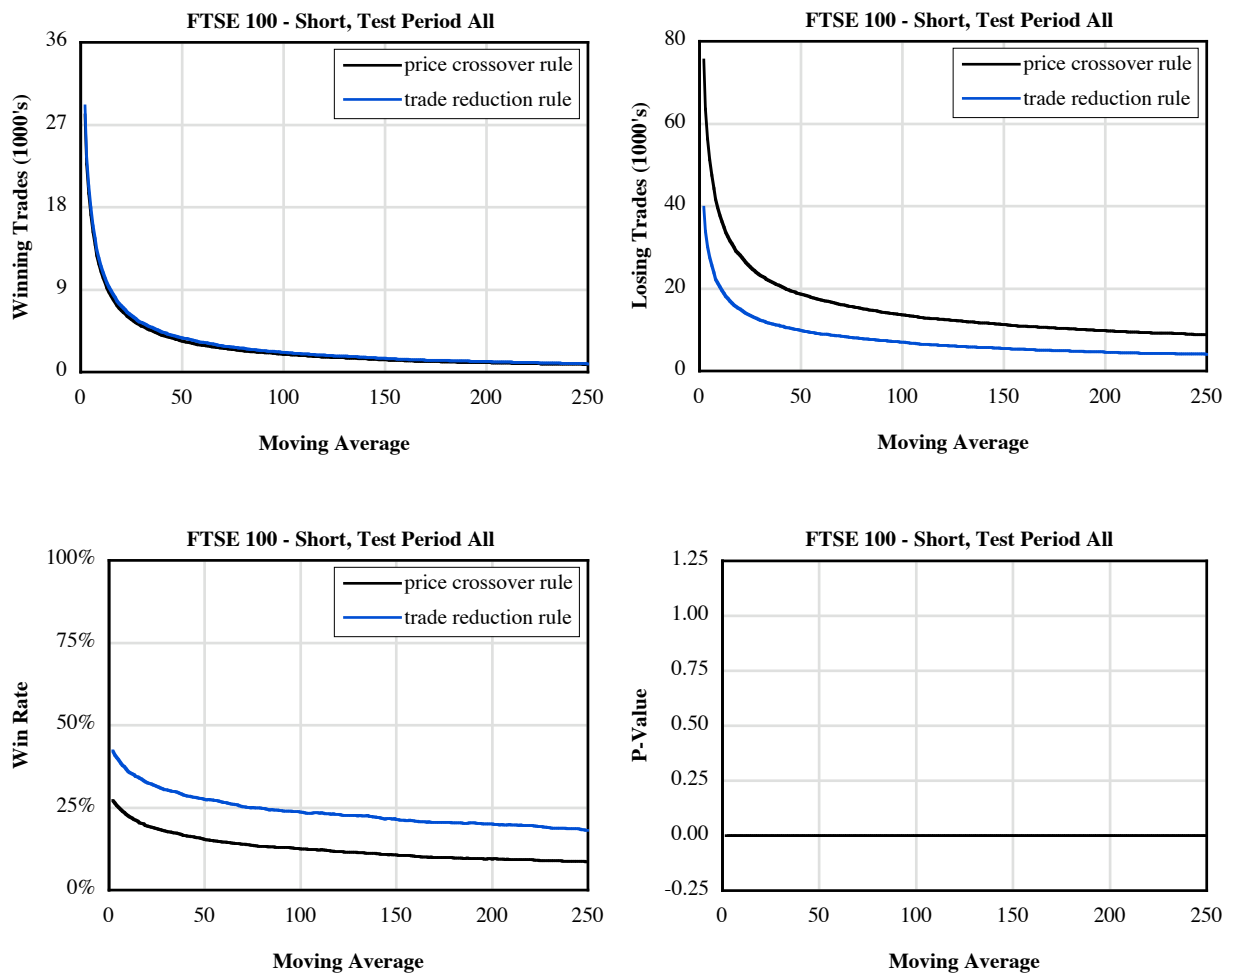 FTSE 100 - Short, Test Period All
36
27
18
9
0
0 50 100 150 200 250
Winning Trades (1000's)
Moving Average
price crossover rule
trade reduction rule
FTSE 100 - Short, Test Period All
80
60
40
20
0
0 50 100 150 200 250
Losing Trades (1000's)
Moving Average
price crossover rule
trade reduction rule
FTSE 100 - Short, Test Period All
100%
75%
50%
25%
0%
0 50 100 150 200 250
Win Rate
Moving Average
price crossover rule
trade reduction rule
FTSE 100 - Short, Test Period All
1.25
1.00
0.75
0.50
0.25
0.00
-0.25
0 50 100 150 200 250
P-Value
Moving Average